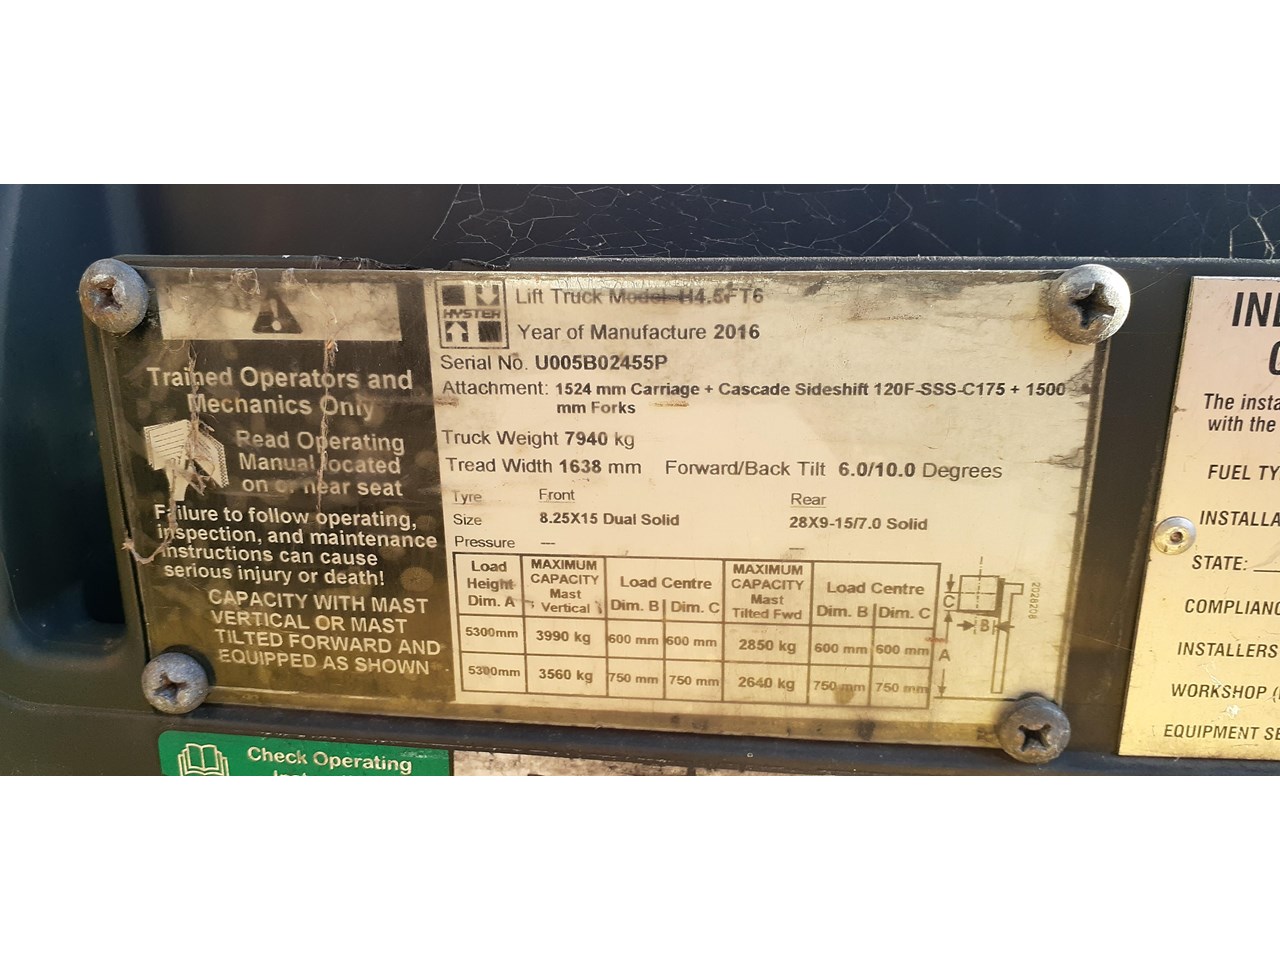 HYSTER
Lift Truck Model H4.5FT6
Year of Manufacture 2016
Serial No. U005B02455P
Attachment: 1524 mm Carriage + Cascade Sideshift 120F-SSS-C175 + 1500
mm Forks
Truck Weight 7940 kg
Tread Width 1638 mm Forward/Back Tilt 6.0/10.0 Degrees
Tyre Front Rear
Size 8.25X15 Dual Solid 28X9-15/7.0 Solid
Pressure --- ---
Load Height Dim. A MAXIMUM CAPACITY Mast Vertical Load Centre Dim. B Dim. C MAXIMUM CAPACITY Mast Tilted Fwd Load Centre Dim. B Dim. C
5300mm 3990 kg 600 mm 600 mm 2850 kg 600 mm 600 mm
5300mm 3560 kg 750 mm 750 mm 2640 kg 750 mm 750 mm
C
B
A
2028208
Trained Operators and
Mechanics Only
Read Operating
Manual located
on or near seat
Failure to follow operating,
inspection, and maintenance
instructions can cause
serious injury or death!
CAPACITY WITH MAST
VERTICAL OR MAST
TILTED FORWARD AND
EQUIPPED AS SHOWN
Check Operating
The insta
with the
FUEL TY
INSTALLA
STATE:
COMPLIANC
INSTALLERS
WORKSHOP
EQUIPMENT SE